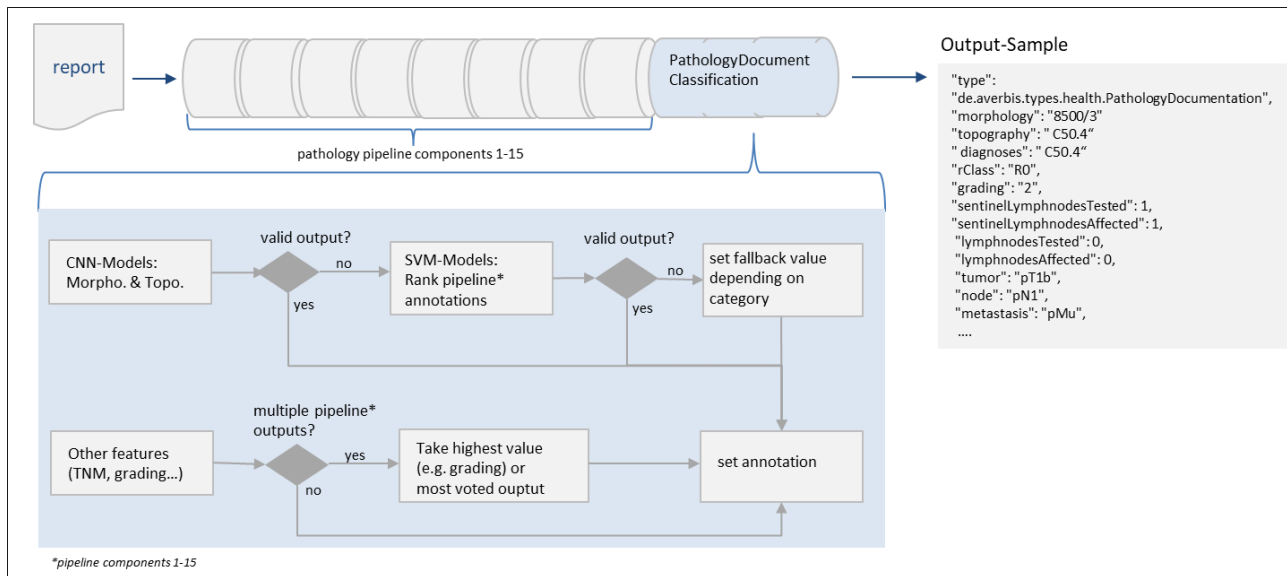 report
PathologyDocument
Classification
pathology pipeline components 1-15
Output-Sample
"type":
"de.averbis.types.health.PathologyDocumentation",
"morphology": "8500/3"
"topography": " C50.4“
" diagnoses": " C50.4“
"rClass": "R0",
"grading": "2",
"sentinelLymphnodesTested": 1,
"sentinelLymphnodesAffected": 1,
"lymphnodesTested": 0,
"lymphnodesAffected": 0,
"tumor": "pT1b",
"node": "pN1",
"metastasis": "pMu",
....
CNN-Models:
Morpho. & Topo.
valid output?
no
yes
SVM-Models:
Rank pipeline*
annotations
valid output?
no
yes
set fallback value
depending on
category
Other features
(TNM, grading...)
multiple pipeline*
outputs?
yes
no
Take highest value
(e.g. grading) or
most voted ouptut
set annotation
*pipeline components 1-15